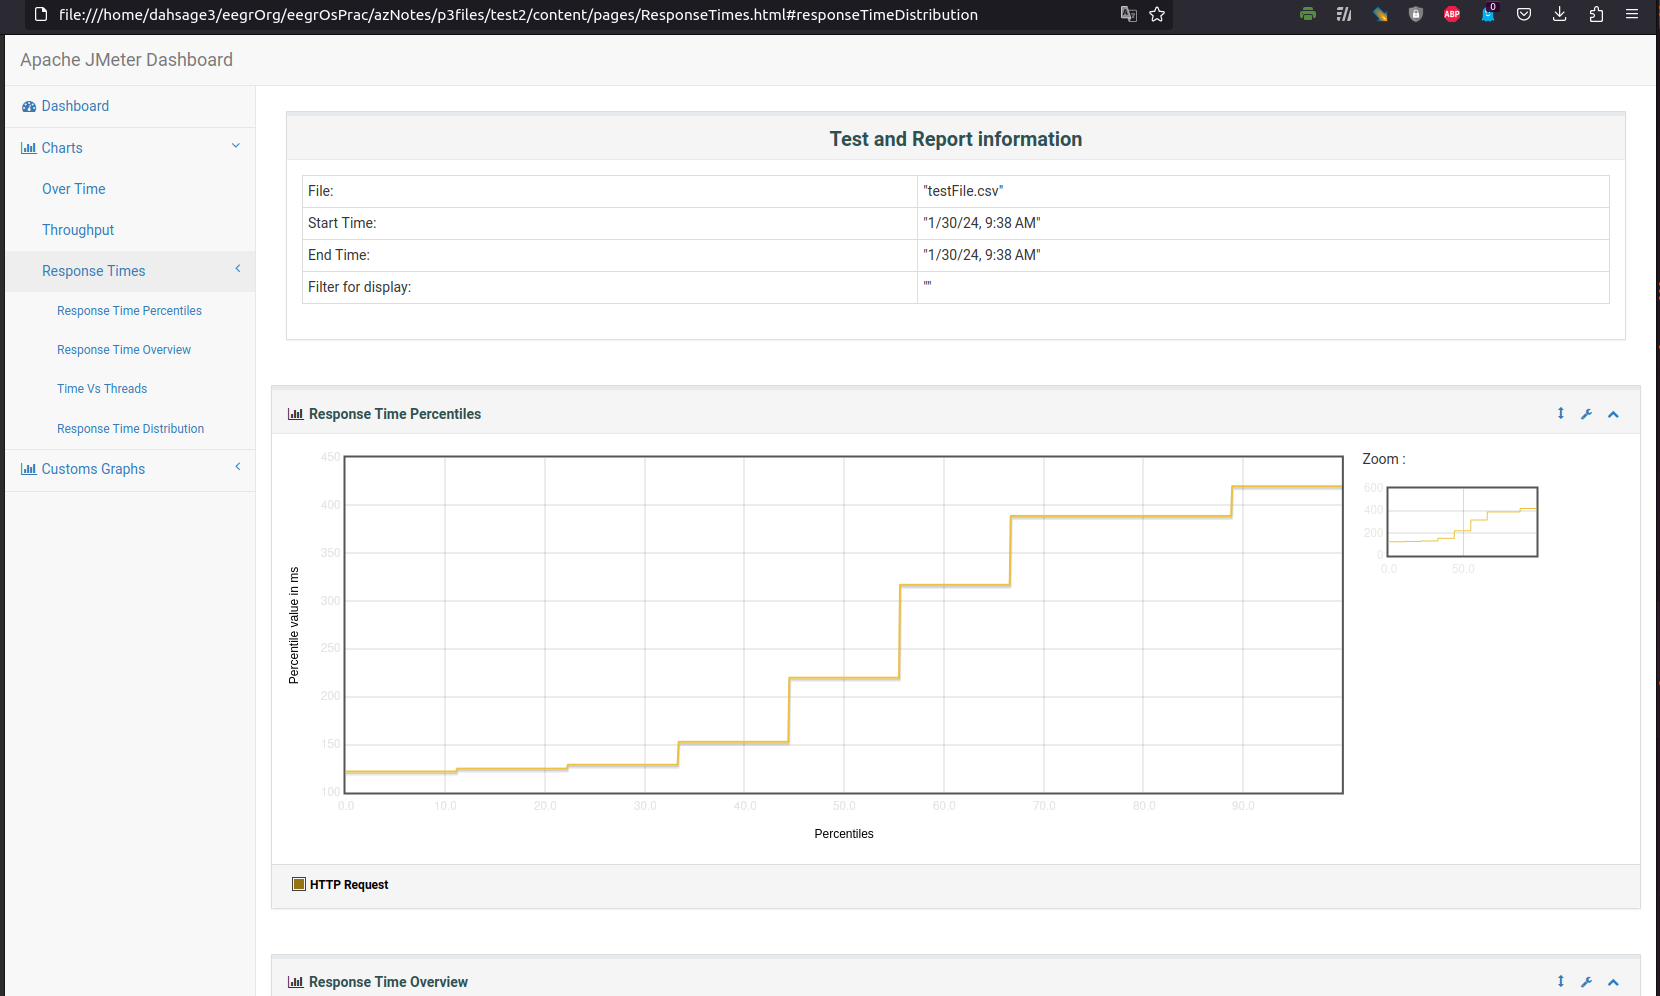 file:///home/dahsage3/eegrOrg/eegrOsPrac/azNotes/p3files/test2/content/pages/ResponseTimes.html#responseTimeDistribution
ABP
0
Apache JMeter Dashboard
Dashboard
Charts
Over Time
Throughput
Response Times
Response Time Percentiles
Response Time Overview
Time Vs Threads
Response Time Distribution
Customs Graphs
Test and Report information
File: "testFile.csv"
Start Time: "1/30/24, 9:38 AM"
End Time: "1/30/24, 9:38 AM"
Filter for display: ""
Response Time Percentiles
Percentile value in ms
450
400
350
300
250
200
150
100
0.0 10.0 20.0 30.0 40.0 50.0 60.0 70.0 80.0 90.0
Percentiles
Zoom :
600
400
200
0
0.0 50.0
HTTP Request
Response Time Overview